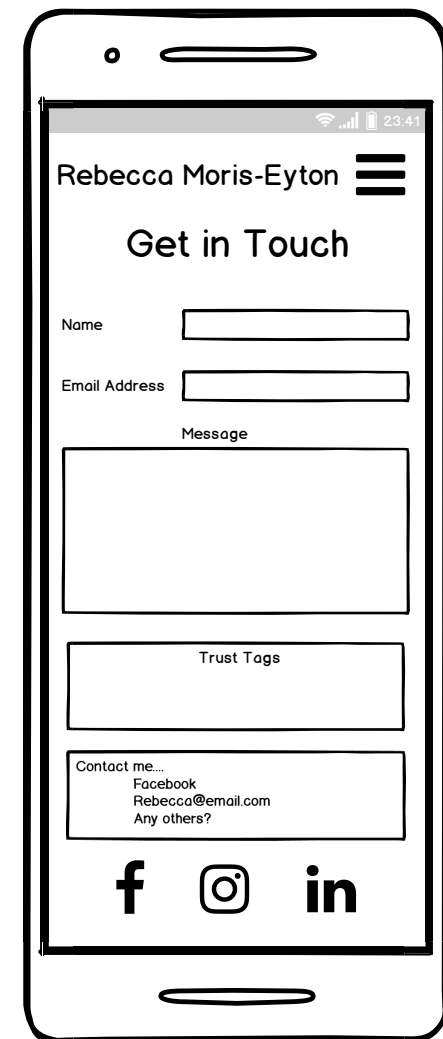 23:41
Rebecca Moris-Eyton
Get in Touch
Name
Email Address
Message
Trust Tags
Contact me....
Facebook
Rebecca@email.com
Any others?
f
in